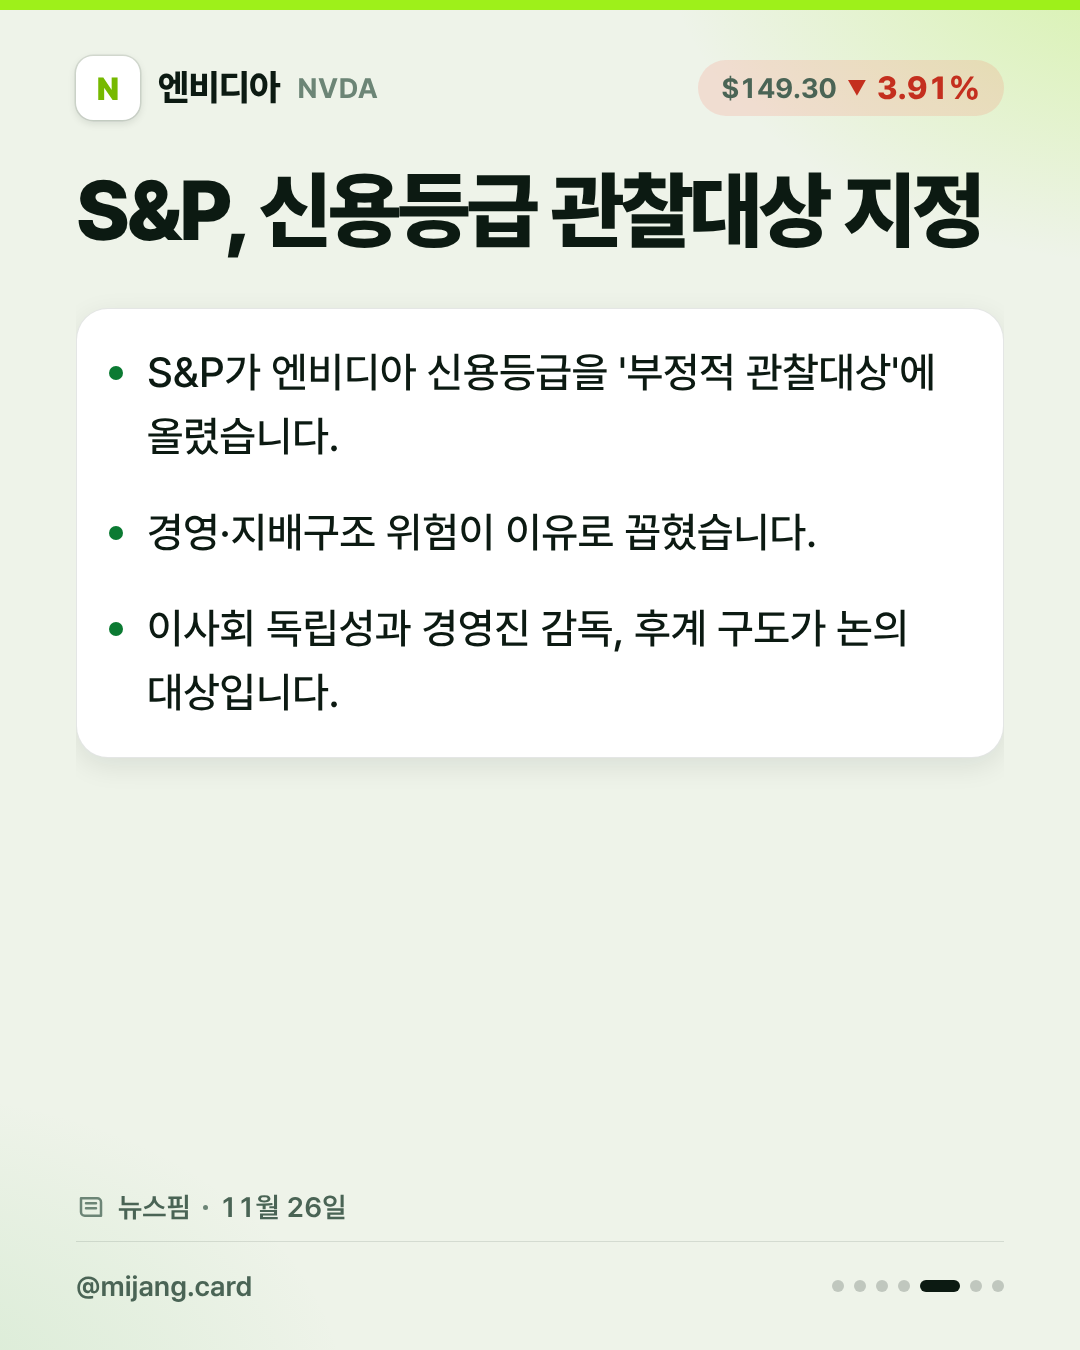 N 엔비디아 NVDA $149.30 ▼ 3.91%
S&P, 신용등급 관찰대상 지정
• S&P가 엔비디아 신용등급을 '부정적 관찰대상'에
올렸습니다.
• 경영·지배구조 위험이 이유로 꼽혔습니다.
• 이사회 독립성과 경영진 감독, 후계 구도가 논의
대상입니다.
뉴스핌 · 11월 26일
@mijang.card